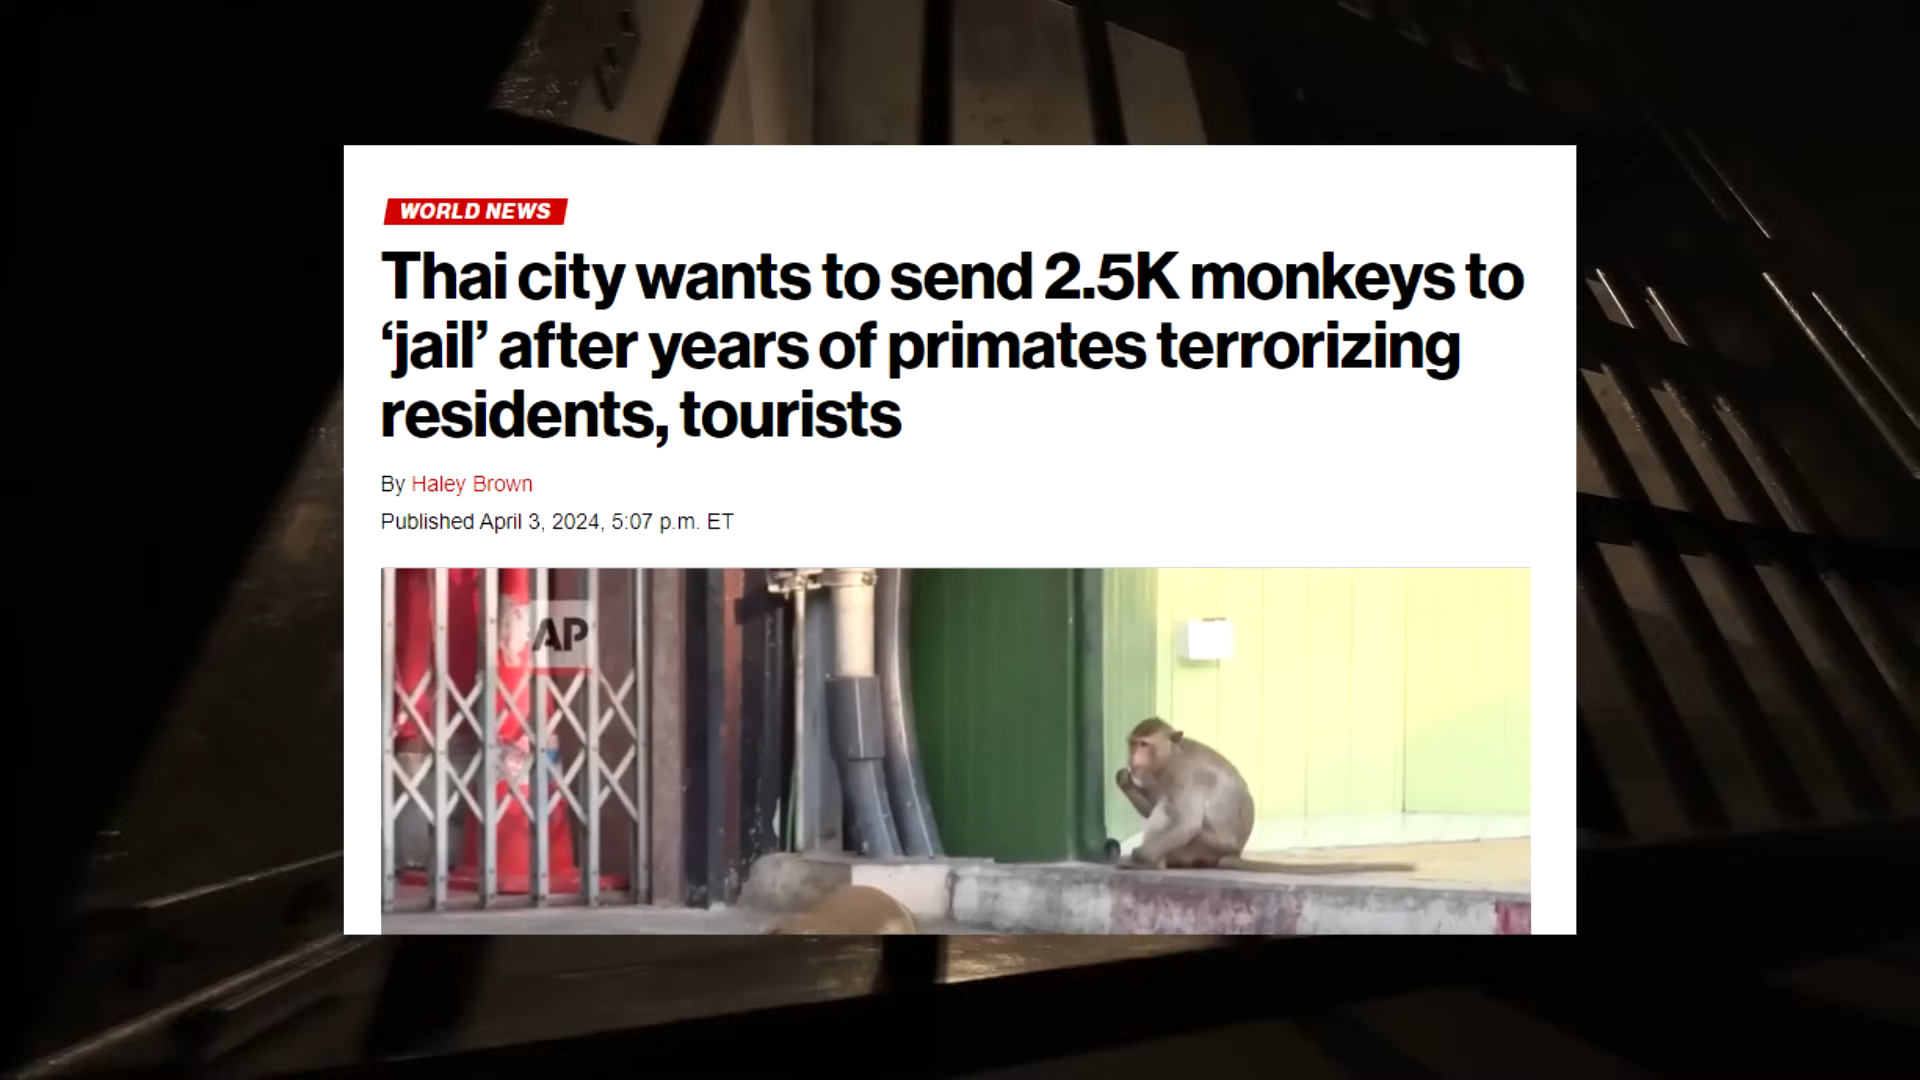 WORLD NEWS
Thai city wants to send 2.5K monkeys to
‘jail’ after years of primates terrorizing
residents, tourists
By Haley Brown
Published April 3, 2024, 5:07 p.m. ET
AP